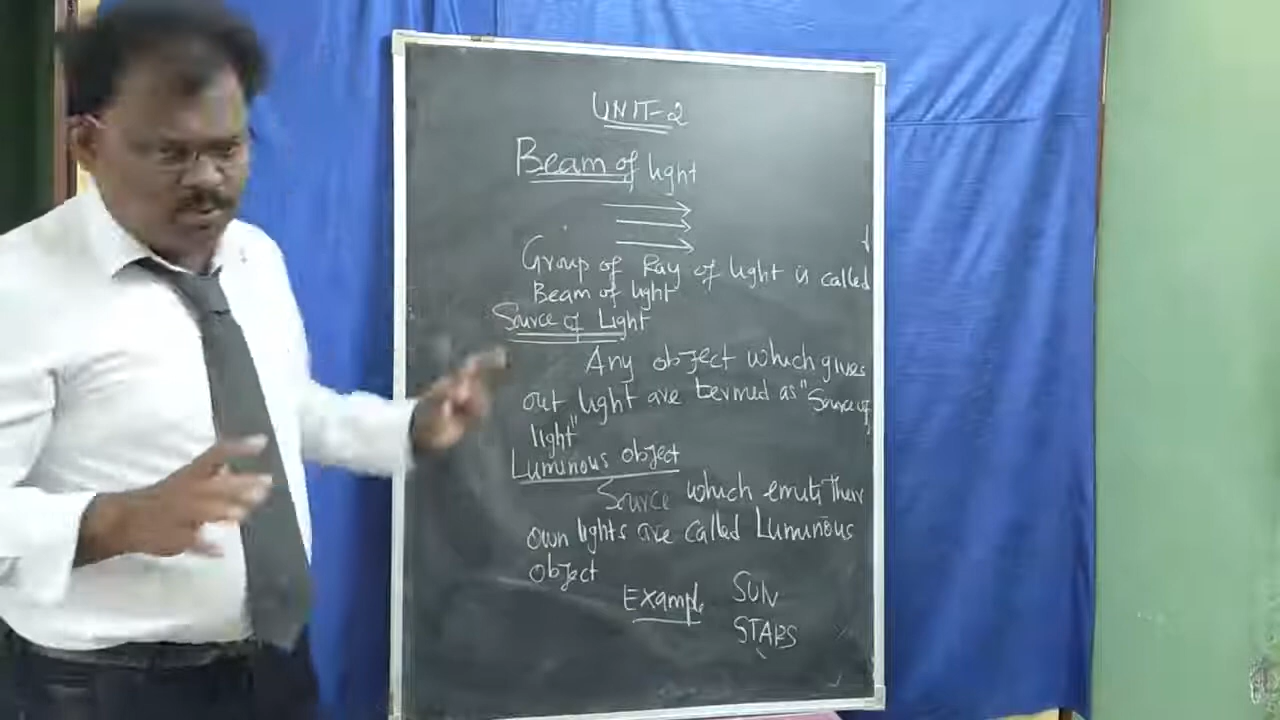 UNIT-2
Beam of light
Group of Ray of light is called
Beam of light
Source of Light
Any object which gives
out light are termed as "Source of
light"
Luminous object
Source which emits their
own lights are called Luminous
object
Example SUN
STARS